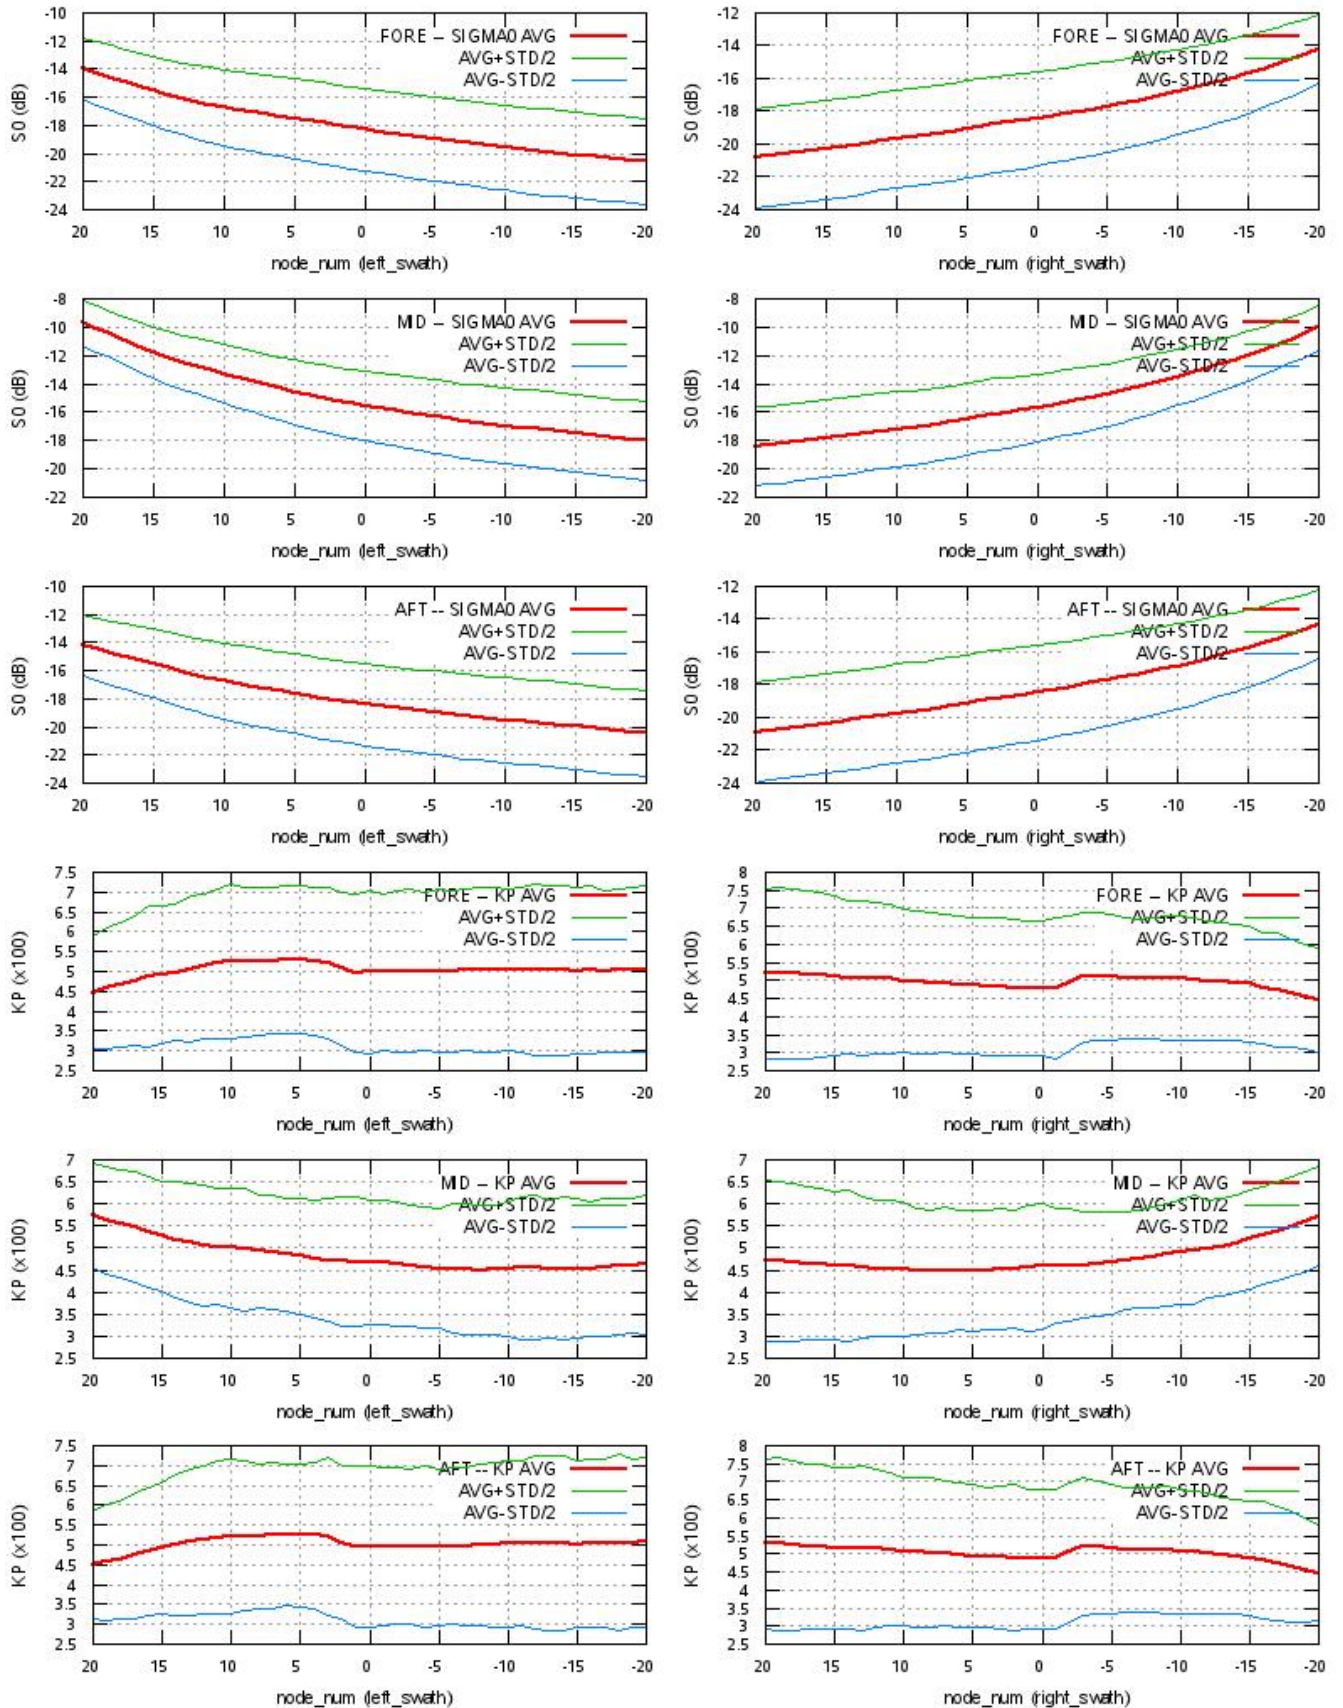 -10
-12
-14
-16
-18
-20
-22
-24
S0 (dB)
FORE -- SIGMA0 AVG
AVG+STD/2
AVG-STD/2
20 15 10 5 0 -5 -10 -15 -20
node_num (left_swath)
-12
-14
-16
-18
-20
-22
-24
S0 (dB)
FORE -- SIGMA0 AVG
AVG+STD/2
AVG-STD/2
20 15 10 5 0 -5 -10 -15 -20
node_num (right_swath)
-8
-10
-12
-14
-16
-18
-20
-22
S0 (dB)
MID -- SIGMA0 AVG
AVG+STD/2
AVG-STD/2
20 15 10 5 0 -5 -10 -15 -20
node_num (left_swath)
-8
-10
-12
-14
-16
-18
-20
-22
S0 (dB)
MID -- SIGMA0 AVG
AVG+STD/2
AVG-STD/2
20 15 10 5 0 -5 -10 -15 -20
node_num (right_swath)
-10
-12
-14
-16
-18
-20
-22
-24
S0 (dB)
AFT -- SIGMA0 AVG
AVG+STD/2
AVG-STD/2
20 15 10 5 0 -5 -10 -15 -20
node_num (left_swath)
-12
-14
-16
-18
-20
-22
-24
S0 (dB)
AFT -- SIGMA0 AVG
AVG+STD/2
AVG-STD/2
20 15 10 5 0 -5 -10 -15 -20
node_num (right_swath)
7.5
7
6.5
6
5.5
5
4.5
4
3.5
3
2.5
KP (x100)
FORE -- KP AVG
AVG+STD/2
AVG-STD/2
20 15 10 5 0 -5 -10 -15 -20
node_num (left_swath)
8
7.5
7
6.5
6
5.5
5
4.5
4
3.5
3
2.5
KP (x100)
FORE -- KP AVG
AVG+STD/2
AVG-STD/2
20 15 10 5 0 -5 -10 -15 -20
node_num (right_swath)
7
6.5
6
5.5
5
4.5
4
3.5
3
2.5
KP (x100)
MID -- KP AVG
AVG+STD/2
AVG-STD/2
20 15 10 5 0 -5 -10 -15 -20
node_num (left_swath)
7
6.5
6
5.5
5
4.5
4
3.5
3
2.5
KP (x100)
MID -- KP AVG
AVG+STD/2
AVG-STD/2
20 15 10 5 0 -5 -10 -15 -20
node_num (right_swath)
7.5
7
6.5
6
5.5
5
4.5
4
3.5
3
2.5
KP (x100)
AFT -- KP AVG
AVG+STD/2
AVG-STD/2
20 15 10 5 0 -5 -10 -15 -20
node_num (left_swath)
8
7.5
7
6.5
6
5.5
5
4.5
4
3.5
3
2.5
KP (x100)
AFT -- KP AVG
AVG+STD/2
AVG-STD/2
20 15 10 5 0 -5 -10 -15 -20
node_num (right_swath)